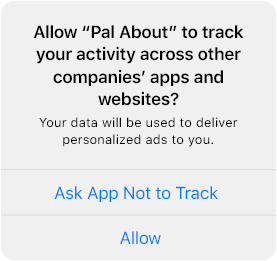 Allow “Pal About” to track
your activity across other
companies’ apps and
websites?
Your data will be used to deliver
personalized ads to you.
Ask App Not to Track
Allow